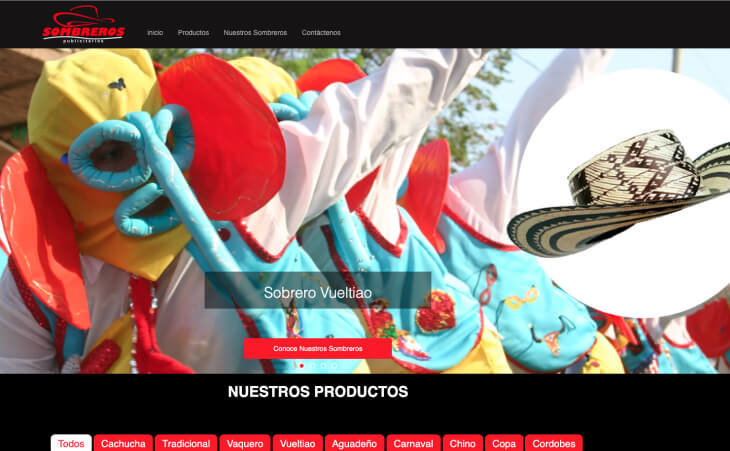 SOMBREROS
publicitarios
Inicio Productos Nuestros Sombreros Contáctenos
Sobrero Vueltiao
Conoce Nuestros Sombreros
NUESTROS PRODUCTOS
Todos Cachucha Tradicional Vaquero Vueltiao Aguadeño Carnaval Chino Copa Cordobes